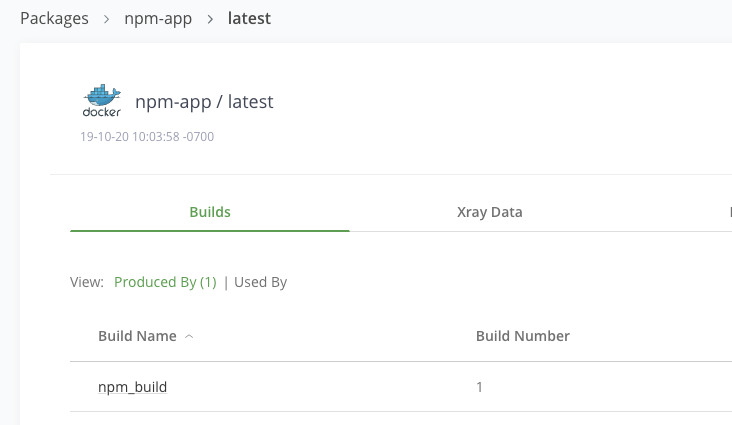 Packages > npm-app > latest
docker
npm-app / latest
19-10-20 10:03:58 -0700
Builds Xray Data
View: Produced By (1) | Used By
Build Name Build Number
npm_build 1